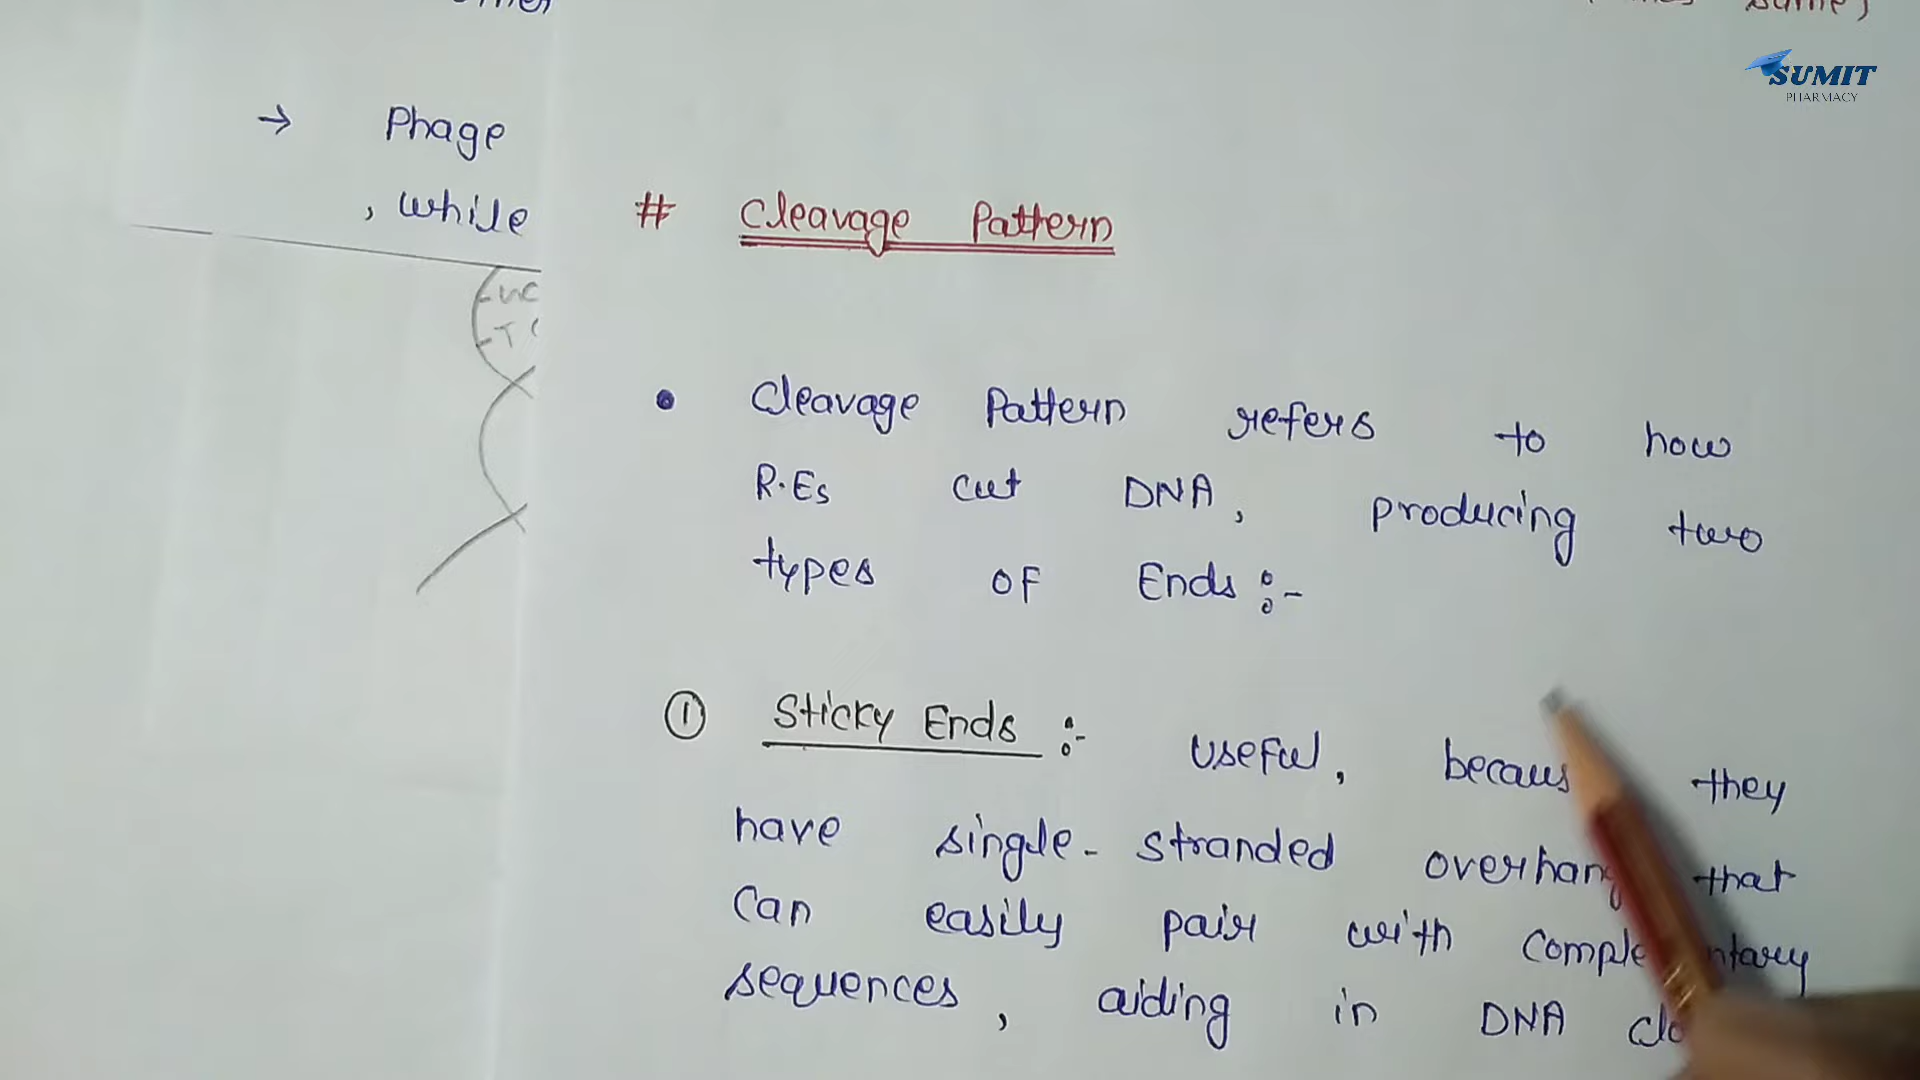 SUMIT
PHARMACY
→ Phage
, while
# Cleavage Pattern
• Cleavage Pattern refers to how
R.Es cut DNA, producing two
types OF Ends :-
① Sticky Ends :- Useful, because they
have single-stranded overhang that
can easily pair with complementary
sequences, aiding in DNA